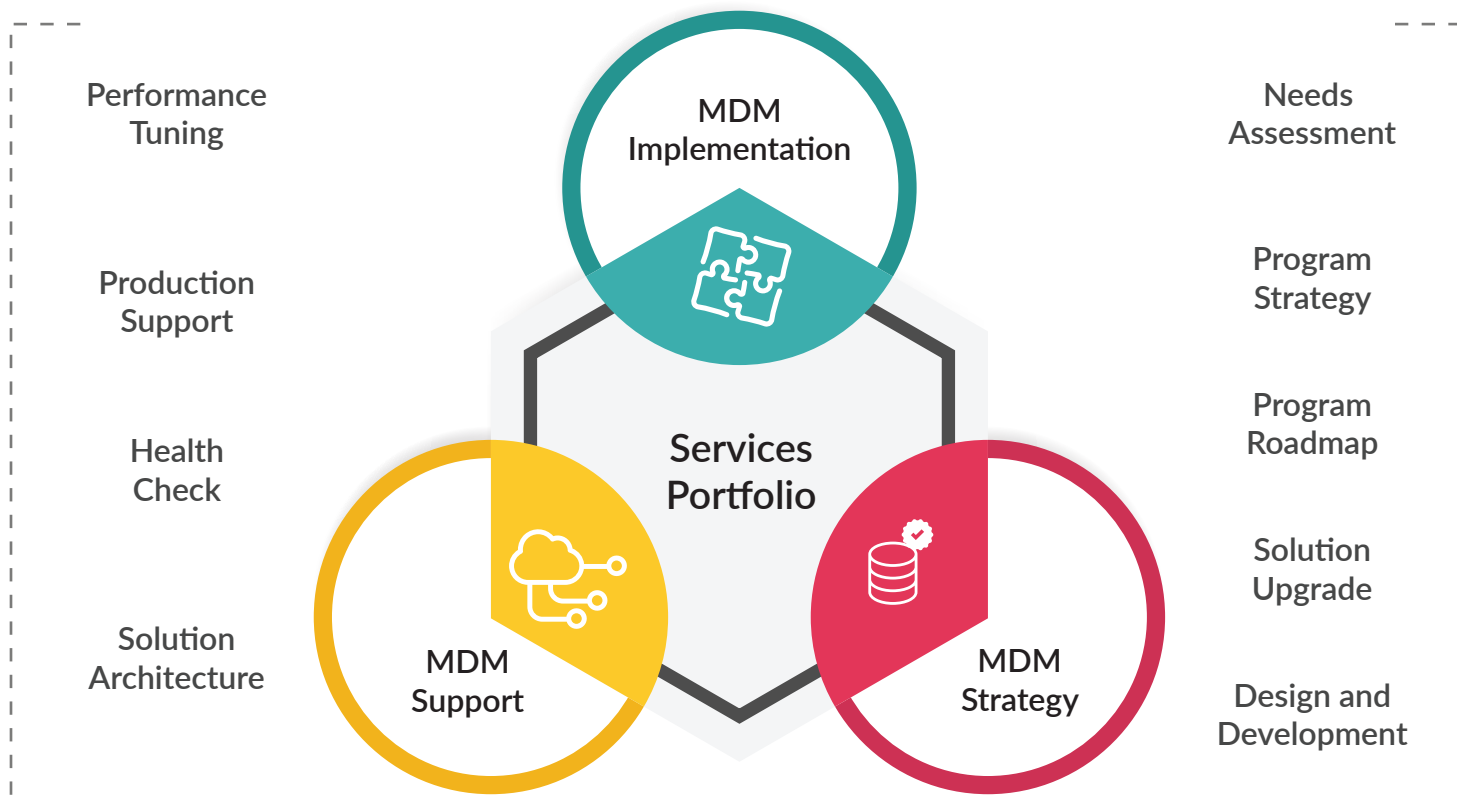 Performance
Tuning
Production
Support
Health
Check
Solution
Architecture
MDM
Implementation
Services
Portfolio
MDM
Support
MDM
Strategy
Needs
Assessment
Program
Strategy
Program
Roadmap
Solution
Upgrade
Design and
Development